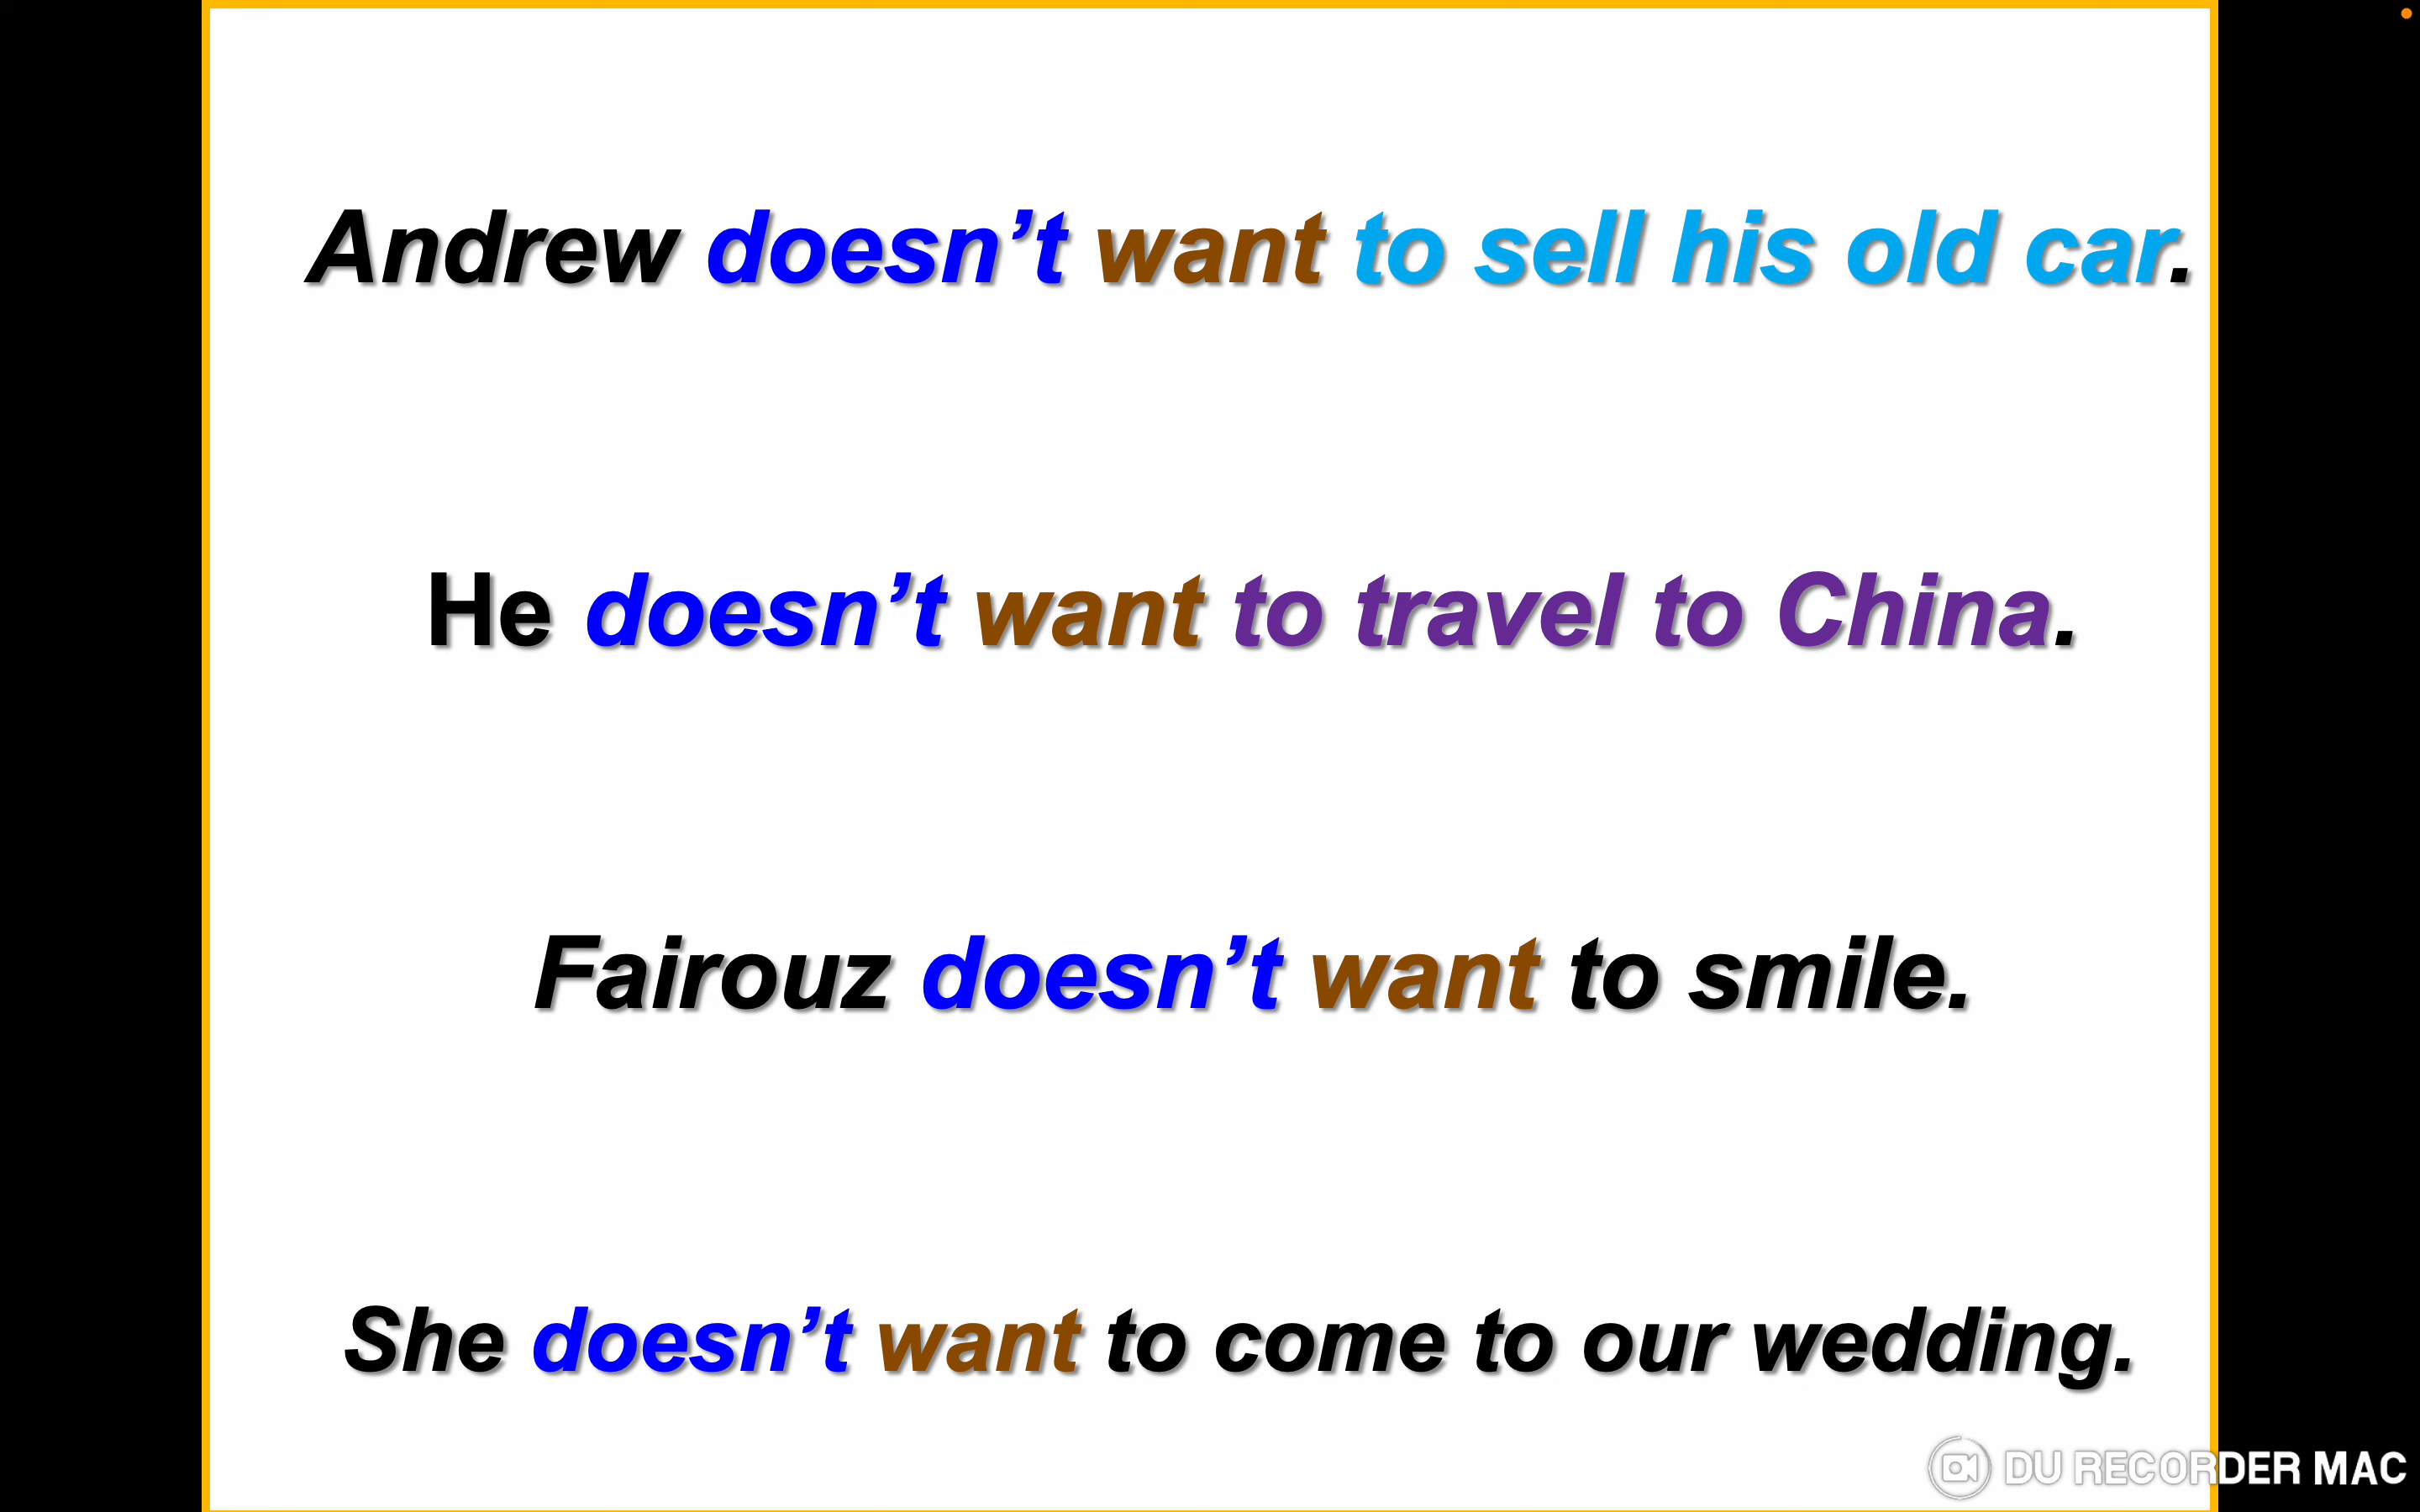 Andrew doesn’t want to sell his old car.
He doesn’t want to travel to China.
Fairouz doesn’t want to smile.
She doesn’t want to come to our wedding.
DU RECORDER MAC